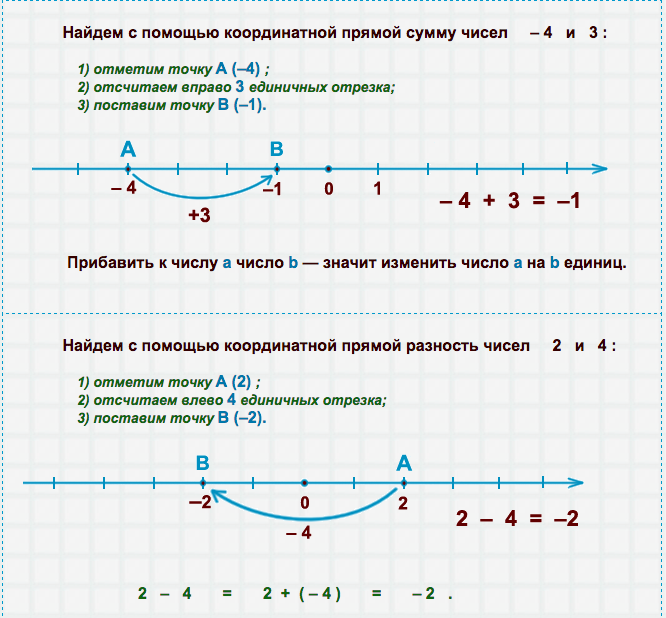 Найдем с помощью координатной прямой сумму чисел – 4 и 3 :
1) отметим точку A (–4) ;
2) отсчитаем вправо 3 единичных отрезка;
3) поставим точку B (–1).
A B
– 4 –1 0 1
+3
– 4 + 3 = –1
Прибавить к числу a число b — значит изменить число a на b единиц.
Найдем с помощью координатной прямой разность чисел 2 и 4 :
1) отметим точку A (2) ;
2) отсчитаем влево 4 единичных отрезка;
3) поставим точку B (–2).
B A
–2 0 2
– 4
2 – 4 = –2
2 – 4 = 2 + ( – 4 ) = – 2 .